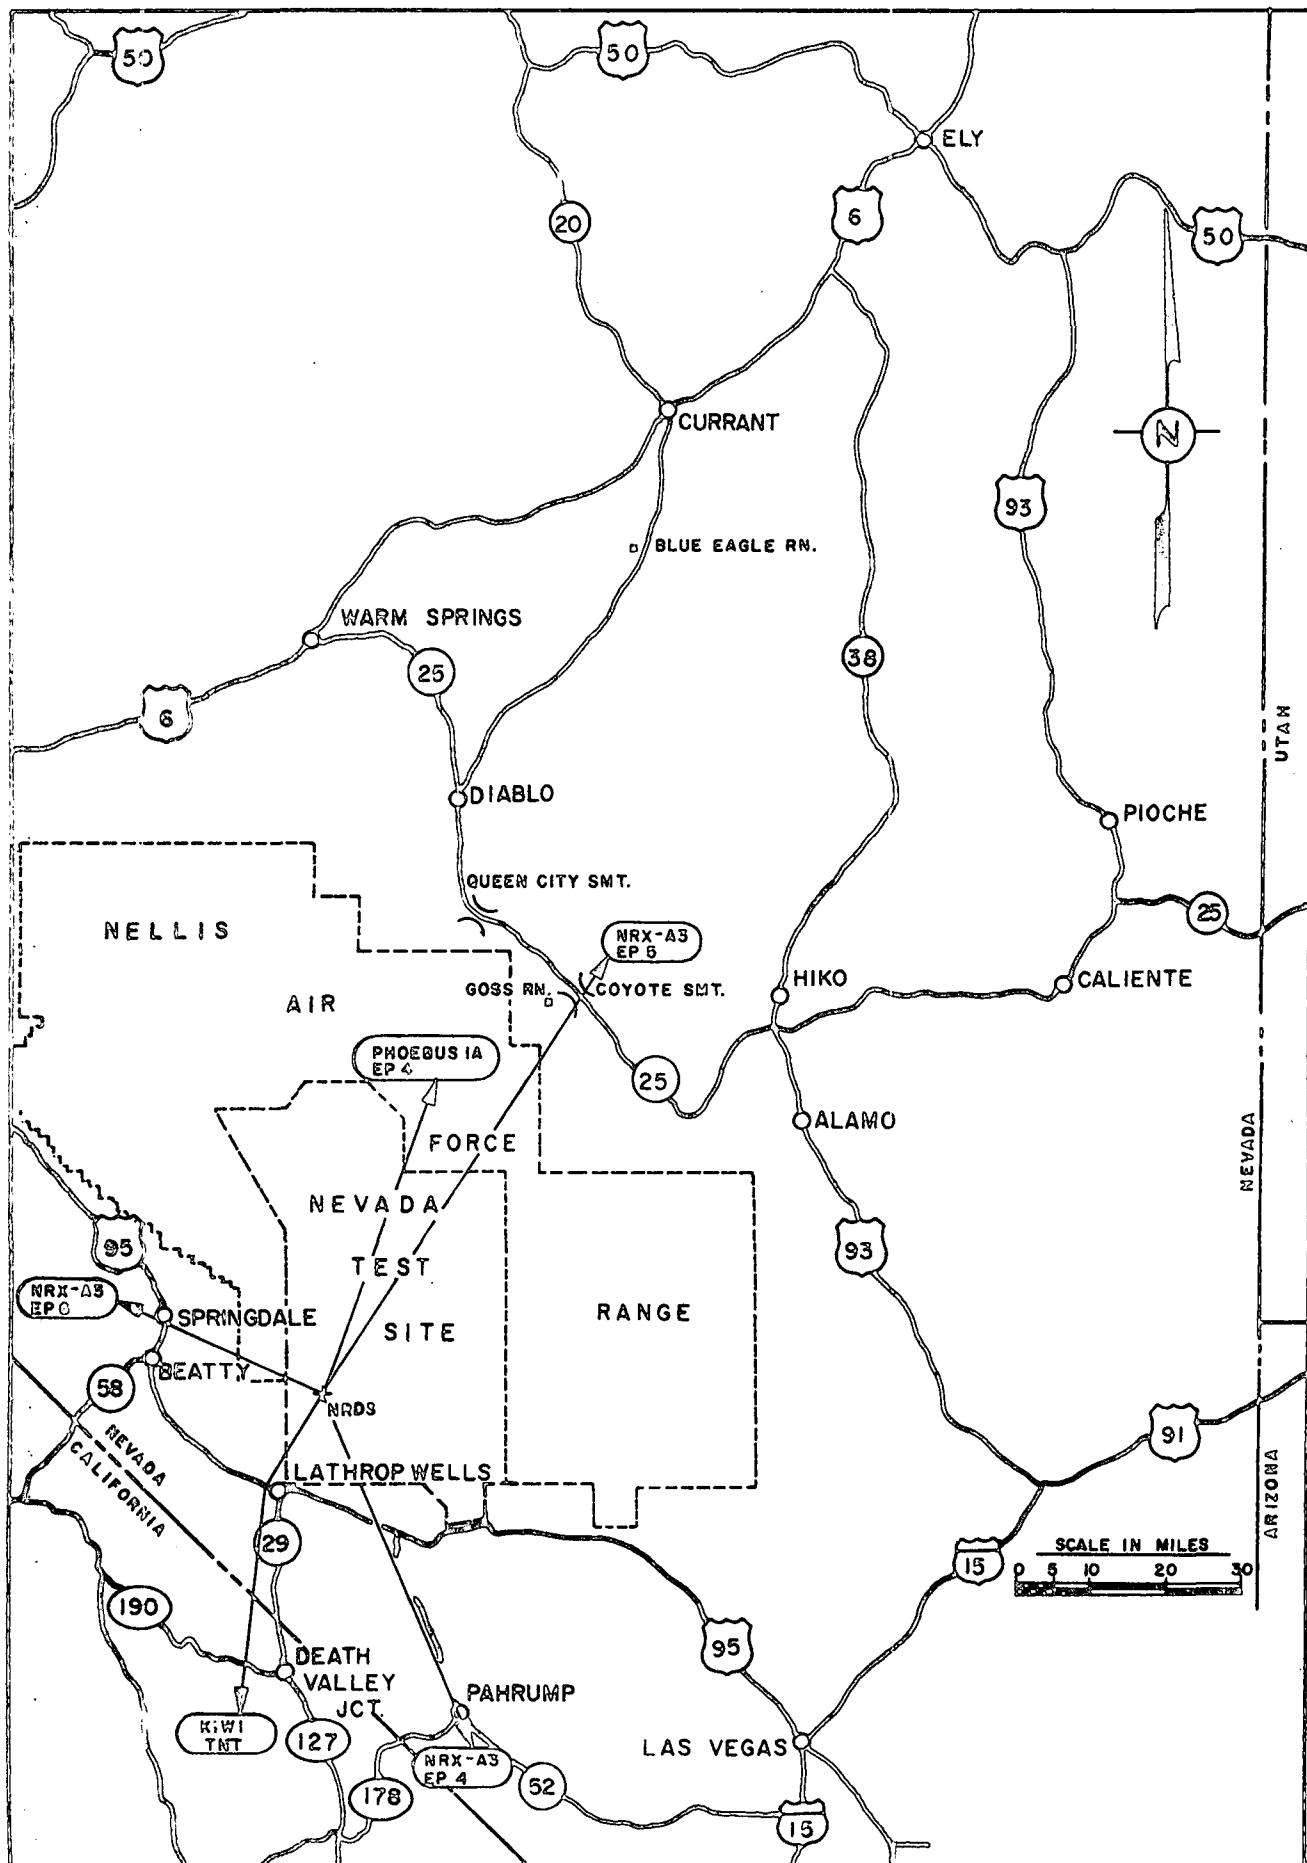 50
50
ELY
20
6
50
CURRANT
N
93
BLUE EAGLE RN.
WARM SPRINGS
25
38
6
UTAH
DIABLO
PIOCHE
QUEEN CITY SMT.
NELLIS
NRX-A3
EP 5
25
HIKO
CALIENTE
GOSS RN.
COYOTE SMT.
AIR
PHOEBUS 1A
EP 4
25
ALAMO
FORCE
NEVADA
NEVADA
95
93
TEST
NRX-A3
EP 6
SPRINGDALE
SITE
RANGE
BEATTY
58
NRDS
NEVADA
CALIFORNIA
91
LATHROP WELLS
ARIZONA
29
SCALE IN MILES
0 5 10 20 30
15
190
95
DEATH
VALLEY
JCT.
PAHRUMP
KIWI
TNT
127
LAS VEGAS
NRX-A3
EP 4
52
178
15